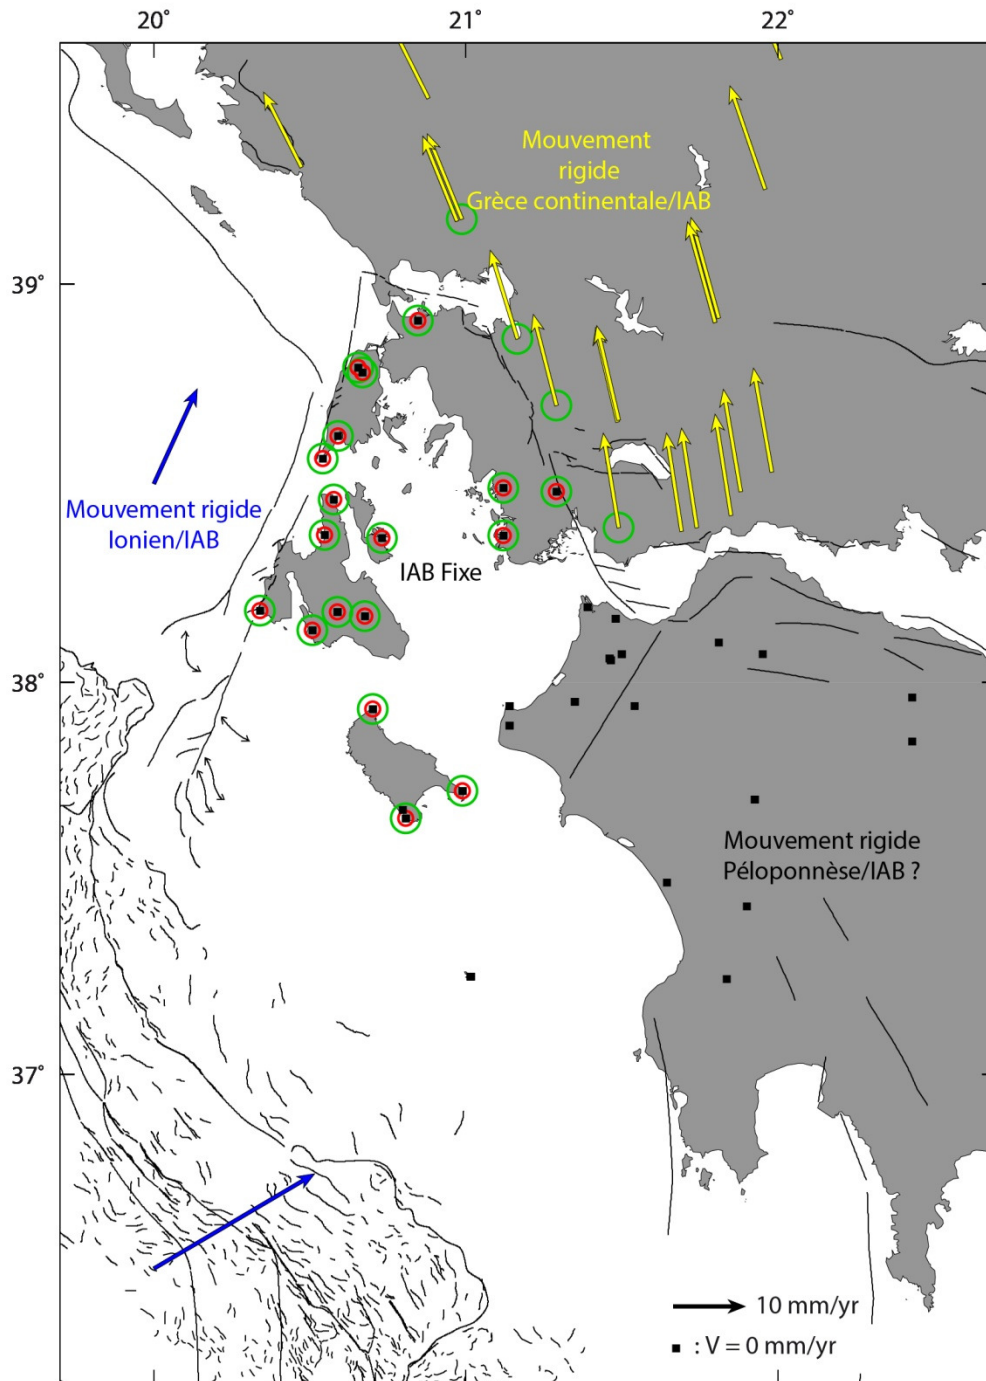 20°
21°
22°
Mouvement
rigide
Grèce continentale/IAB
39°
Mouvement rigide
Ionien/IAB
IAB Fixe
38°
Mouvement rigide
Péloponnèse/IAB ?
37°
10 mm/yr
: V = 0 mm/yr